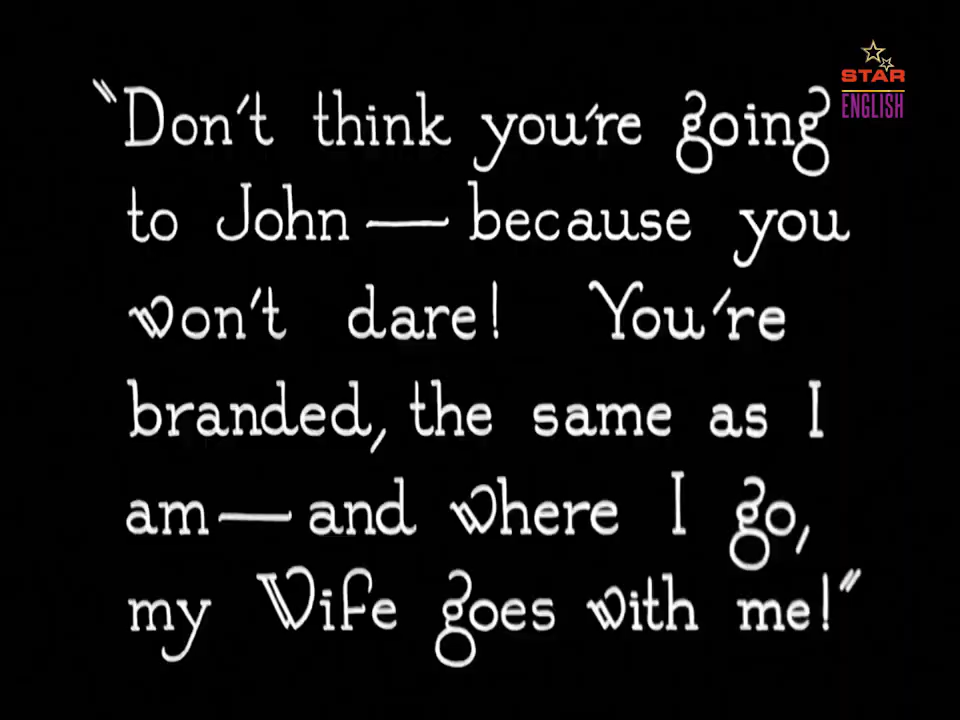 STAR
ENGLISH
"Don't think you're going
to John — because you
won't dare! You're
branded, the same as I
am — and where I go,
my Wife goes with me!"